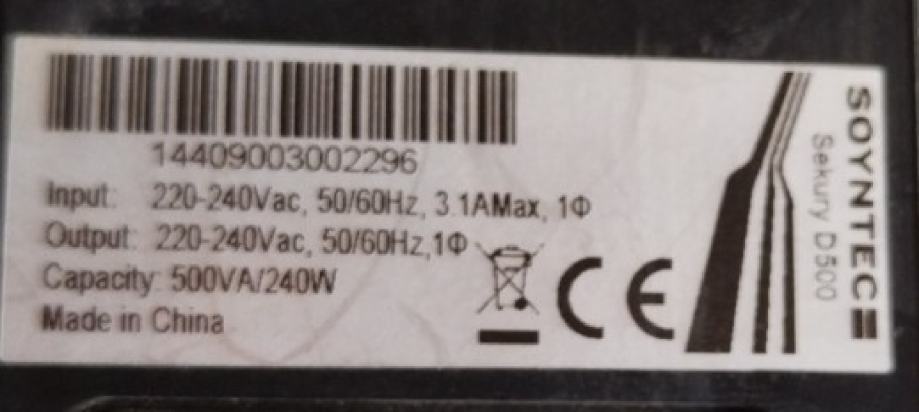 14409003002296
Input: 220-240Vac, 50/60Hz, 3.1AMax, 1Φ
Output: 220-240Vac, 50/60Hz,1Φ
Capacity: 500VA/240W
Made in China
CE
SOYNTEC
Sekury D500